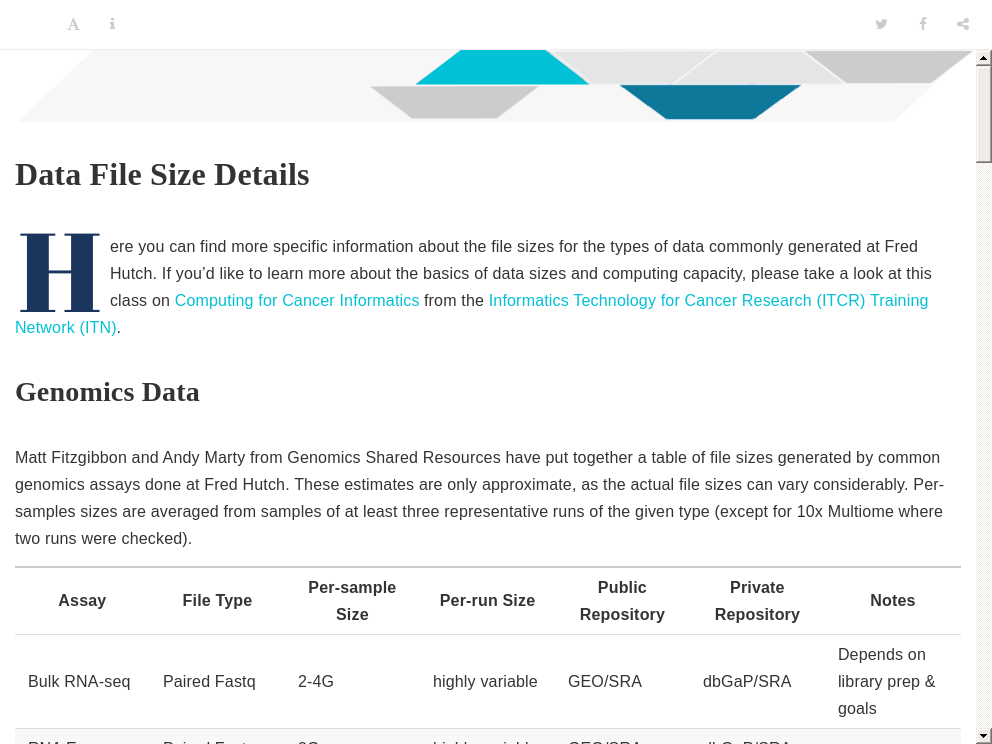 Data File Size Details
Here you can find more specific information about the file sizes for the types of data commonly generated at Fred
Hutch. If you’d like to learn more about the basics of data sizes and computing capacity, please take a look at this
class on Computing for Cancer Informatics from the Informatics Technology for Cancer Research (ITCR) Training
Network (ITN).
Genomics Data
Matt Fitzgibbon and Andy Marty from Genomics Shared Resources have put together a table of file sizes generated by common
genomics assays done at Fred Hutch. These estimates are only approximate, as the actual file sizes can vary considerably. Per-
samples sizes are averaged from samples of at least three representative runs of the given type (except for 10x Multiome where
two runs were checked).
Assay File Type Per-sample Size Per-run Size Public Repository Private Repository Notes
Bulk RNA-seq Paired Fastq 2-4G highly variable GEO/SRA dbGaP/SRA Depends on library prep & goals